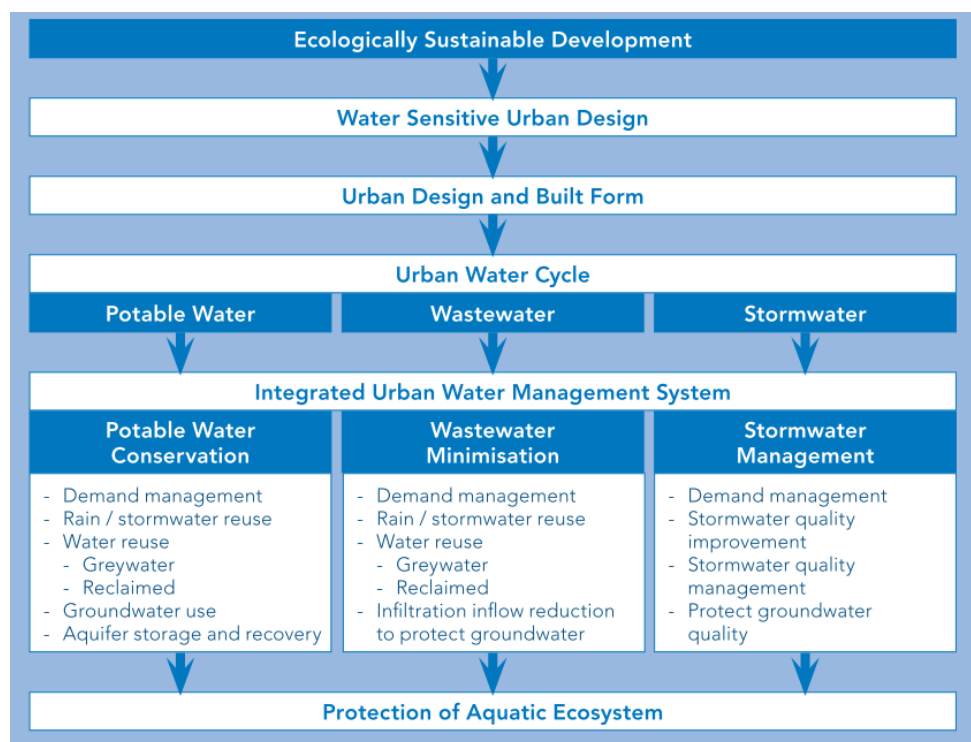 Ecologically Sustainable Development
Water Sensitive Urban Design
Urban Design and Built Form
Urban Water Cycle
Potable Water
Wastewater
Stormwater
Integrated Urban Water Management System
Potable Water
Conservation
- Demand management
- Rain / stormwater reuse
- Water reuse
- Greywater
- Reclaimed
- Groundwater use
- Aquifer storage and recovery
Wastewater
Minimisation
- Demand management
- Rain / stormwater reuse
- Water reuse
- Greywater
- Reclaimed
- Infiltration inflow reduction
to protect groundwater
Stormwater
Management
- Demand management
- Stormwater quality
improvement
- Stormwater quality
management
- Protect groundwater
quality
Protection of Aquatic Ecosystem